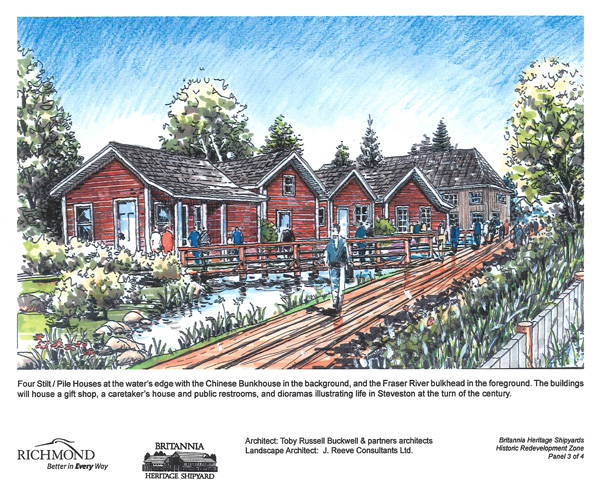 Four Stilt / Pile Houses at the water's edge with the Chinese Bunkhouse in the background, and the Fraser River bulkhead in the foreground. The buildings
will house a gift shop, a caretaker's house and public restrooms, and dioramas illustrating life in Steveston at the turn of the century.
RICHMOND
Better in Every Way
BRITANNIA
HERITAGE SHIPYARD
Architect: Toby Russell Buckwell & partners architects
Landscape Architect: J. Reeve Consultants Ltd.
Britannia Heritage Shipyards
Historic Redevelopment Zone
Panel 3 of 4